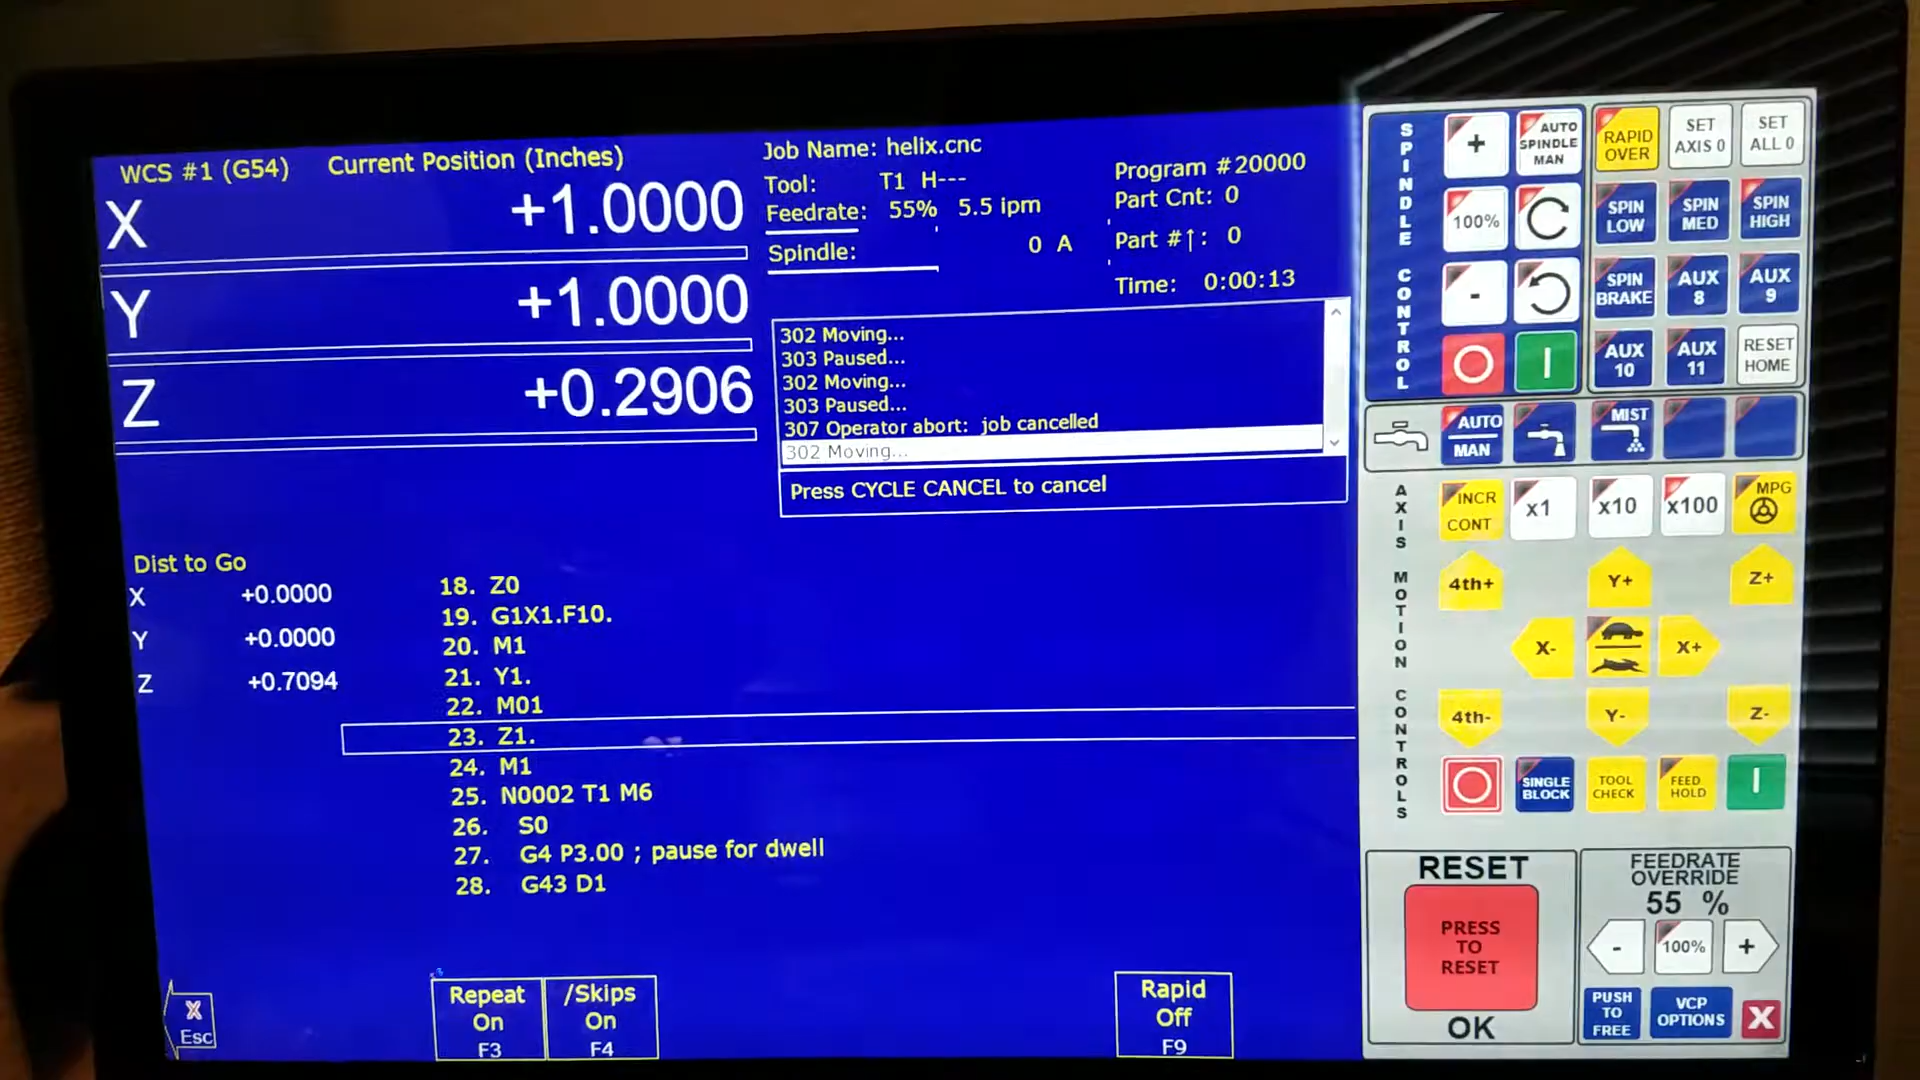 WCS #1 (G54) Current Position (Inches)
X +1.0000
Y +1.0000
Z +0.2906
Job Name: helix.cnc
Tool: T1 H---
Feedrate: 55% 5.5 ipm
Spindle: 0 A
Program #20000
Part Cnt: 0
Part #↑: 0
Time: 0:00:13
302 Moving...
303 Paused...
302 Moving...
303 Paused...
307 Operator abort: job cancelled
302 Moving...
Press CYCLE CANCEL to cancel
Dist to Go
X +0.0000
Y +0.0000
Z +0.7094
18. Z0
19. G1X1.F10.
20. M1
21. Y1.
22. M01
23. Z1.
24. M1
25. N0002 T1 M6
26. S0
27. G4 P3.00 ; pause for dwell
28. G43 D1
X
Esc
Repeat
On
F3
/Skips
On
F4
Rapid
Off
F9
SPINDLE CONTROL
+
AUTO
SPINDLE
MAN
100%
-
RAPID
OVER
SET
AXIS 0
SET
ALL 0
SPIN
LOW
SPIN
MED
SPIN
HIGH
SPIN
BRAKE
AUX
8
AUX
9
AUX
10
AUX
11
RESET
HOME
AUTO
MAN
MIST
AXIS MOTION CONTROLS
INCR
CONT
x1
x10
x100
MPG
4th+
Y+
Z+
X-
X+
4th-
Y-
Z-
SINGLE
BLOCK
TOOL
CHECK
FEED
HOLD
RESET
PRESS
TO
RESET
OK
FEEDRATE
OVERRIDE
55 %
-
100%
+
PUSH
TO
FREE
VCP
OPTIONS
X